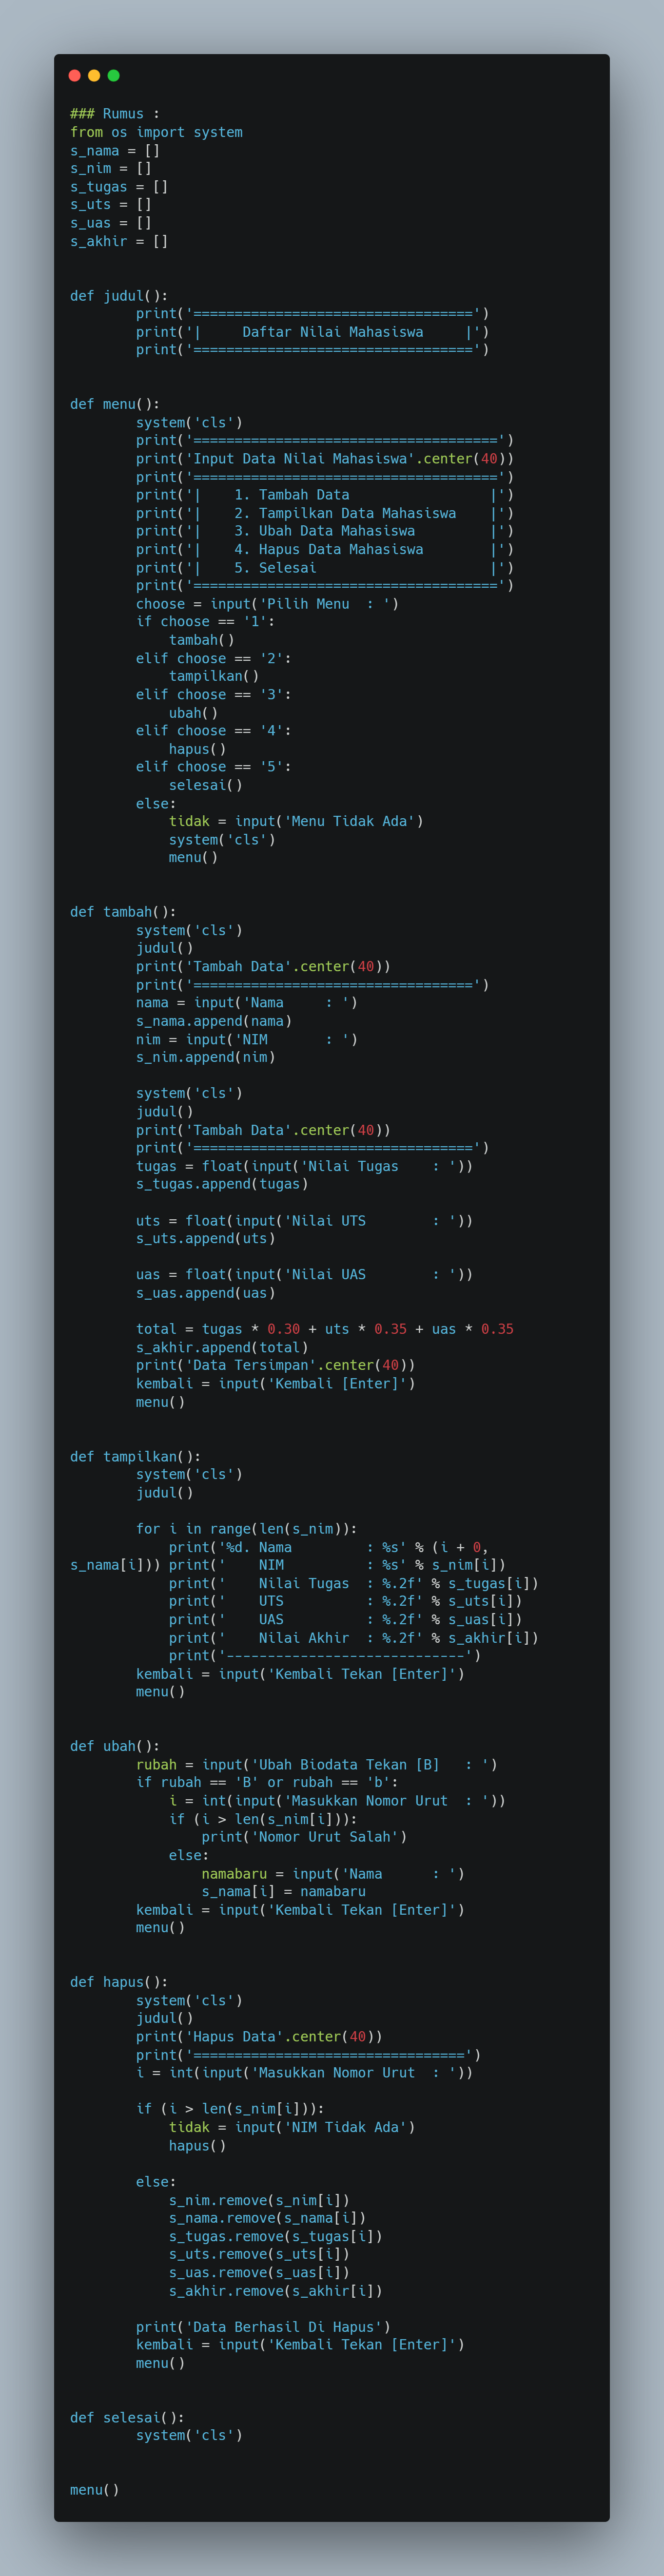 ### Rumus :
from os import system
s_nama = []
s_nim = []
s_tugas = []
s_uts = []
s_uas = []
s_akhir = []


def judul():
        print('==================================')
        print('|     Daftar Nilai Mahasiswa     |')
        print('==================================')


def menu():
        system('cls')
        print('=====================================')
        print('Input Data Nilai Mahasiswa'.center(40))
        print('=====================================')
        print('|    1. Tambah Data                 |')
        print('|    2. Tampilkan Data Mahasiswa    |')
        print('|    3. Ubah Data Mahasiswa         |')
        print('|    4. Hapus Data Mahasiswa        |')
        print('|    5. Selesai                     |')
        print('=====================================')
        choose = input('Pilih Menu  : ')
        if choose == '1':
            tambah()
        elif choose == '2':
            tampilkan()
        elif choose == '3':
            ubah()
        elif choose == '4':
            hapus()
        elif choose == '5':
            selesai()
        else:
            tidak = input('Menu Tidak Ada')
            system('cls')
            menu()


def tambah():
        system('cls')
        judul()
        print('Tambah Data'.center(40))
        print('==================================')
        nama = input('Nama     : ')
        s_nama.append(nama)
        nim = input('NIM       : ')
        s_nim.append(nim)

        system('cls')
        judul()
        print('Tambah Data'.center(40))
        print('==================================')
        tugas = float(input('Nilai Tugas    : '))
        s_tugas.append(tugas)

        uts = float(input('Nilai UTS        : '))
        s_uts.append(uts)

        uas = float(input('Nilai UAS        : '))
        s_uas.append(uas)

        total = tugas * 0.30 + uts * 0.35 + uas * 0.35
        s_akhir.append(total)
        print('Data Tersimpan'.center(40))
        kembali = input('Kembali [Enter]')
        menu()


def tampilkan():
        system('cls')
        judul()

        for i in range(len(s_nim)):
            print('%d. Nama         : %s' % (i + 0,
s_nama[i])) print('    NIM          : %s' % s_nim[i])
            print('    Nilai Tugas  : %.2f' % s_tugas[i])
            print('    UTS          : %.2f' % s_uts[i])
            print('    UAS          : %.2f' % s_uas[i])
            print('    Nilai Akhir  : %.2f' % s_akhir[i])
            print('-----------------------------')
        kembali = input('Kembali Tekan [Enter]')
        menu()


def ubah():
        rubah = input('Ubah Biodata Tekan [B]   : ')
        if rubah == 'B' or rubah == 'b':
            i = int(input('Masukkan Nomor Urut  : '))
            if (i > len(s_nim[i])):
                print('Nomor Urut Salah')
            else:
                namabaru = input('Nama      : ')
                s_nama[i] = namabaru
        kembali = input('Kembali Tekan [Enter]')
        menu()


def hapus():
        system('cls')
        judul()
        print('Hapus Data'.center(40))
        print('=================================')
        i = int(input('Masukkan Nomor Urut  : '))

        if (i > len(s_nim[i])):
            tidak = input('NIM Tidak Ada')
            hapus()

        else:
            s_nim.remove(s_nim[i])
            s_nama.remove(s_nama[i])
            s_tugas.remove(s_tugas[i])
            s_uts.remove(s_uts[i])
            s_uas.remove(s_uas[i])
            s_akhir.remove(s_akhir[i])

        print('Data Berhasil Di Hapus')
        kembali = input('Kembali Tekan [Enter]')
        menu()


def selesai():
        system('cls')


menu()